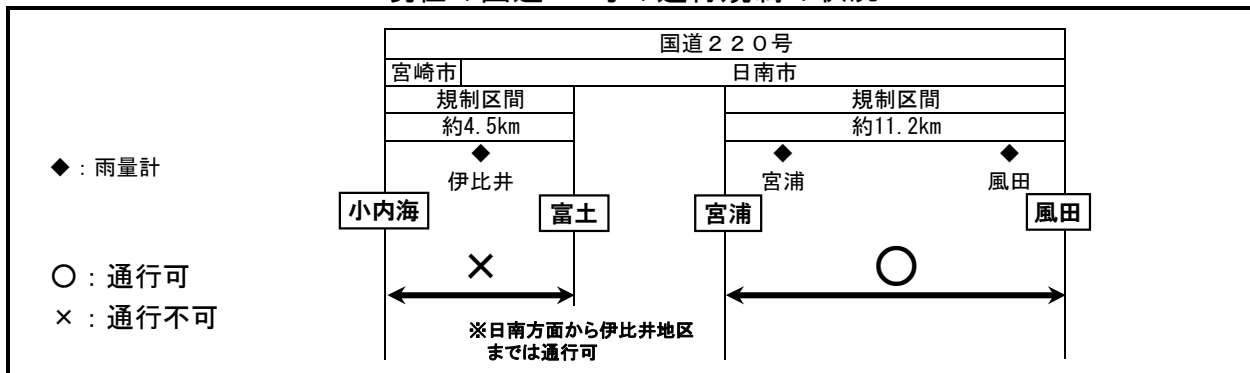 国道２２０号
宮崎市 日南市
規制区間 規制区間
約4.5km 約11.2km
◆：雨量計
◆ ◆ ◆
伊比井 宮浦 風田
小内海 富土 宮浦 風田
○：通行可
×：通行不可
× ○
※日南方面から伊比井地区
までは通行可